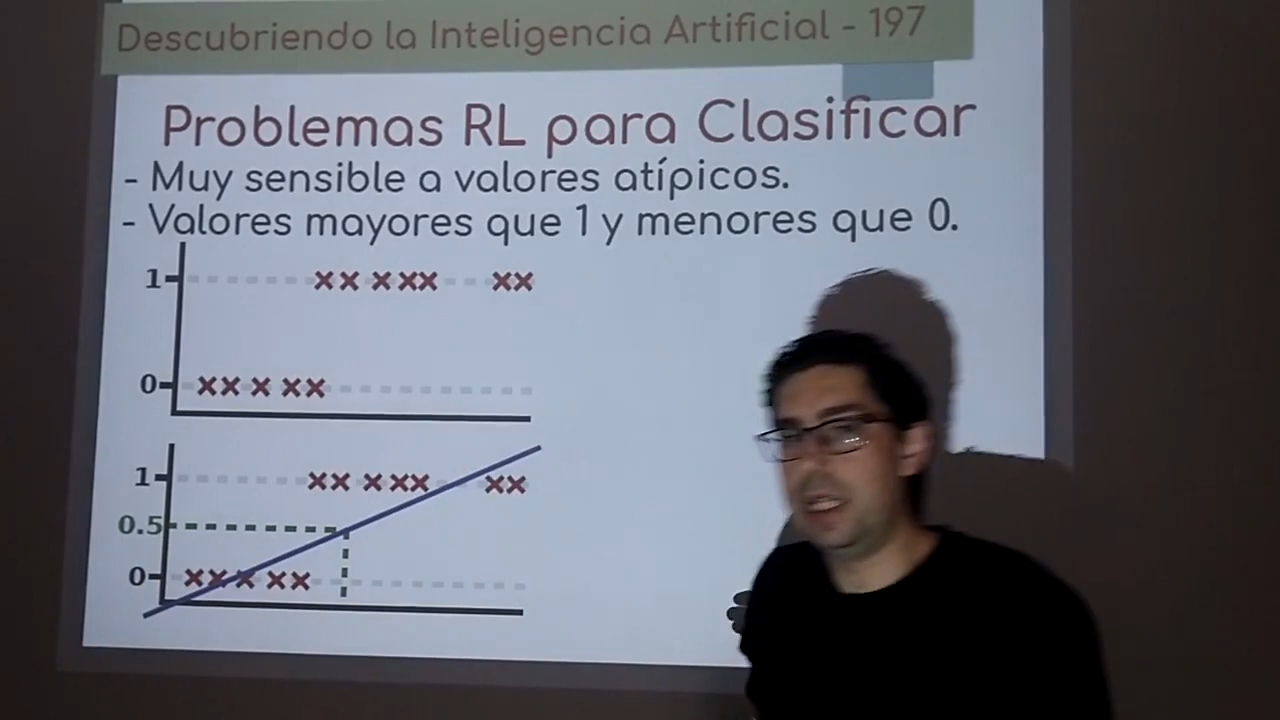 Descubriendo la Inteligencia Artificial - 197
Problemas RL para Clasificar
- Muy sensible a valores atípicos.
- Valores mayores que 1 y menores que 0.
1
0
1
0.5
0